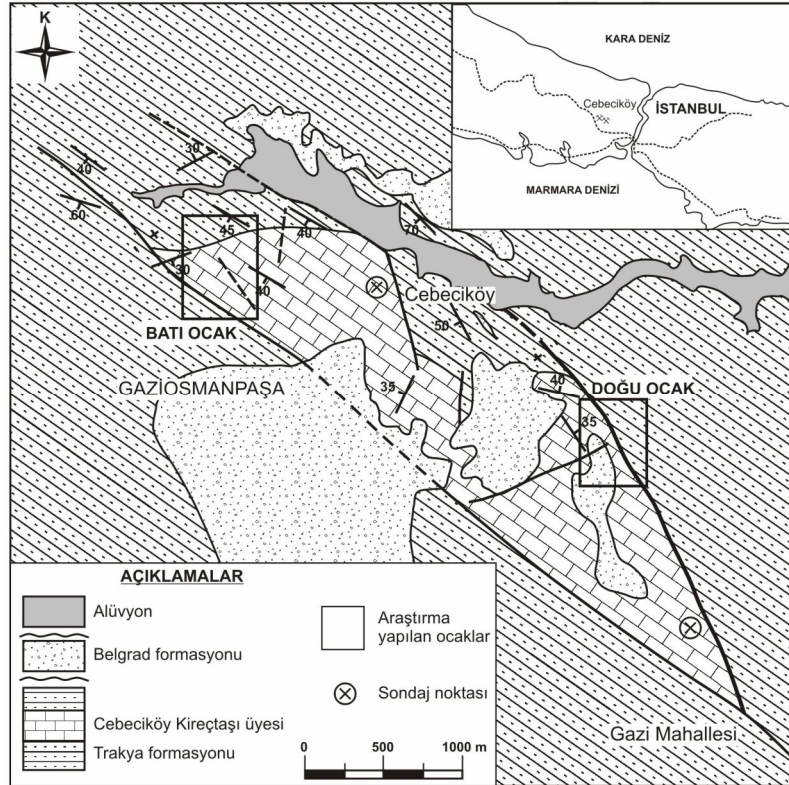 K
KARA DENİZ
Cebeciköy
İSTANBUL
MARMARA DENİZİ
30
40
60
45
40
70
30
40
Cebeciköy
50
BATI OCAK
GAZİOSMANPAŞA
35
40
DOĞU OCAK
35
AÇIKLAMALAR
Alüvyon
Belgrad formasyonu
Cebeciköy Kireçtaşı üyesi
Trakya formasyonu
Araştırma
yapılan ocaklar
Sondaj noktası
0 500 1000 m
Gazi Mahallesi